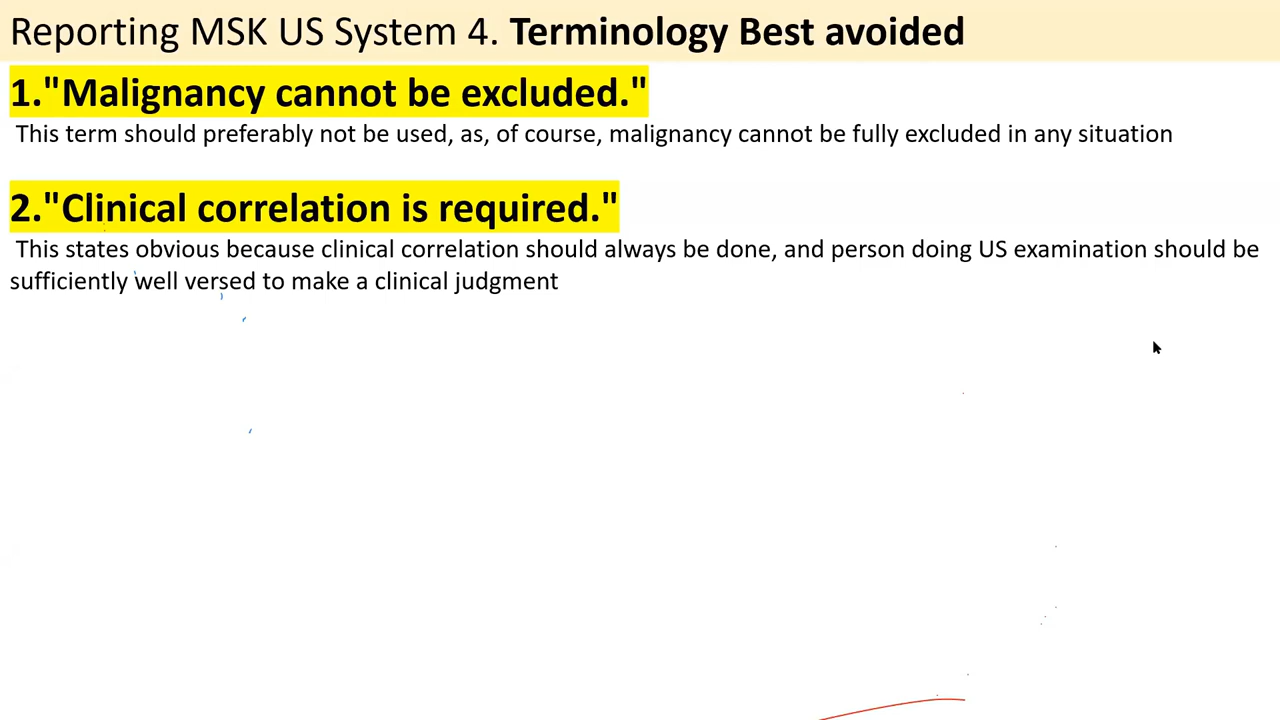 Reporting MSK US System 4. Terminology Best avoided
1."Malignancy cannot be excluded."
This term should preferably not be used, as, of course, malignancy cannot be fully excluded in any situation
2."Clinical correlation is required."
This states obvious because clinical correlation should always be done, and person doing US examination should be
sufficiently well versed to make a clinical judgment